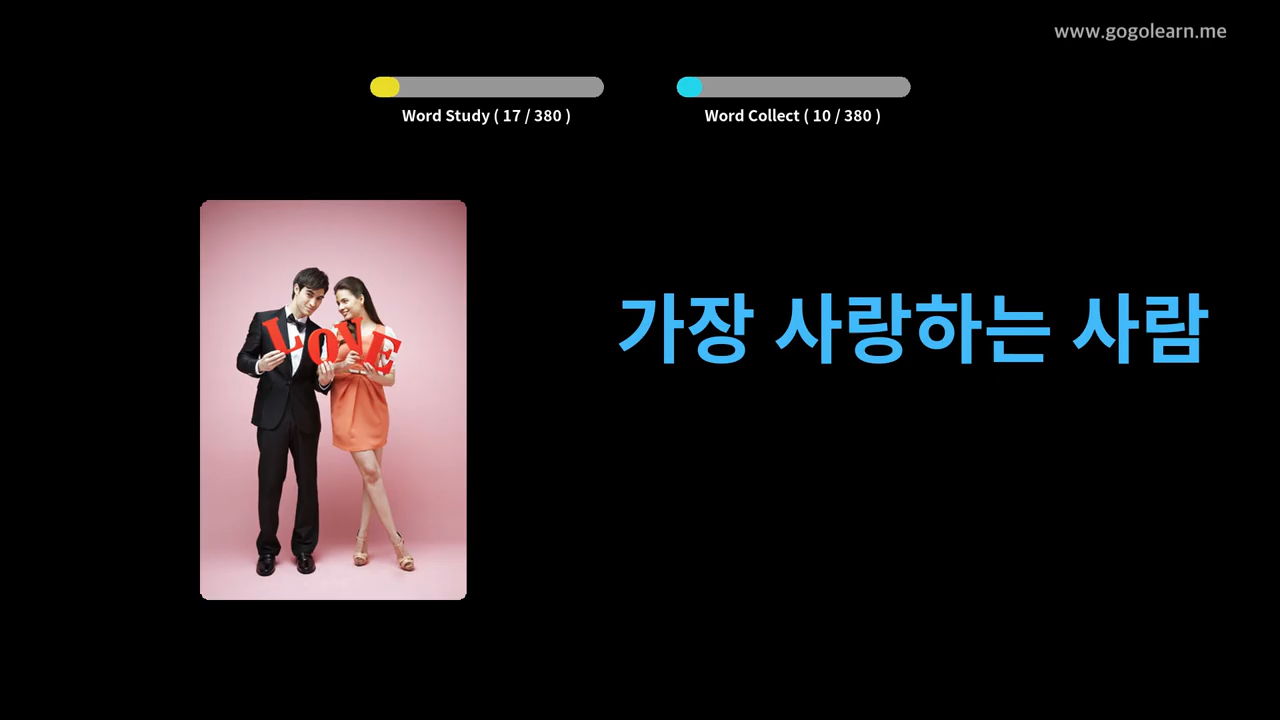 www.gogolearn.me
Word Study ( 17 / 380 )
Word Collect ( 10 / 380 )
LOVE
가장 사랑하는 사람